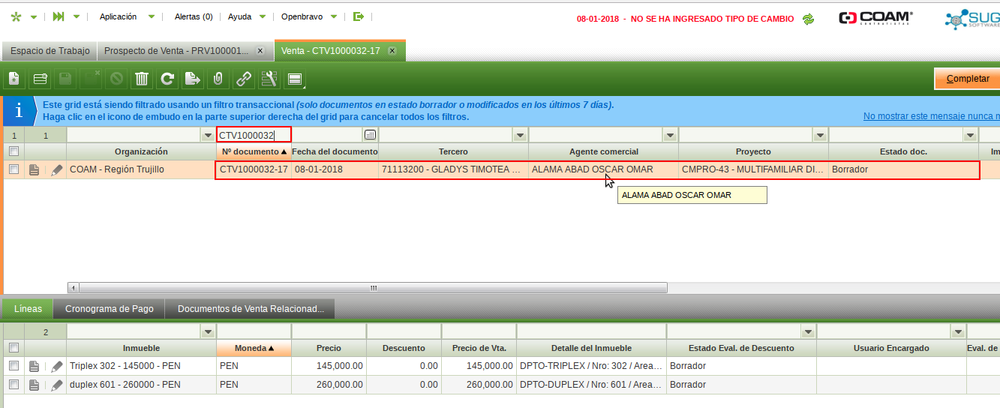 Aplicación Alertas (0) Ayuda Openbravo
08-01-2018 - NO SE HA INGRESADO TIPO DE CAMBIO
COAM
CONTRATISTAS
SUG
SOFTWARE
Espacio de Trabajo Prospecto de Venta - PRV100001... x Venta - CTV1000032-17 x
Completar
i
Este grid está siendo filtrado usando un filtro transaccional (solo documentos en estado borrador o modificados en los últimos 7 días).
Haga clic en el icono de embudo en la parte superior derecha del grid para cancelar todos los filtros.
No mostrar este mensaje nunca n
1 1 CTV1000032
Organización Nº documento Fecha del documento Tercero Agente comercial Proyecto Estado doc. Im
COAM - Región Trujillo CTV1000032-17 08-01-2018 71113200 - GLADYS TIMOTEA ... ALAMA ABAD OSCAR OMAR CMPRO-43 - MULTIFAMILIAR DI... Borrador
ALAMA ABAD OSCAR OMAR
Líneas Cronograma de Pago Documentos de Venta Relacionad...
2
Inmueble Moneda Precio Descuento Precio de Vta. Detalle del Inmueble Estado Eval. de Descuento Usuario Encargado Eval. de
Triplex 302 - 145000 - PEN PEN 145,000.00 0.00 145,000.00 DPTO-TRIPLEX / Nro: 302 / Area... Borrador
duplex 601 - 260000 - PEN PEN 260,000.00 0.00 260,000.00 DPTO-DUPLEX / Nro: 601 / Area... Borrador